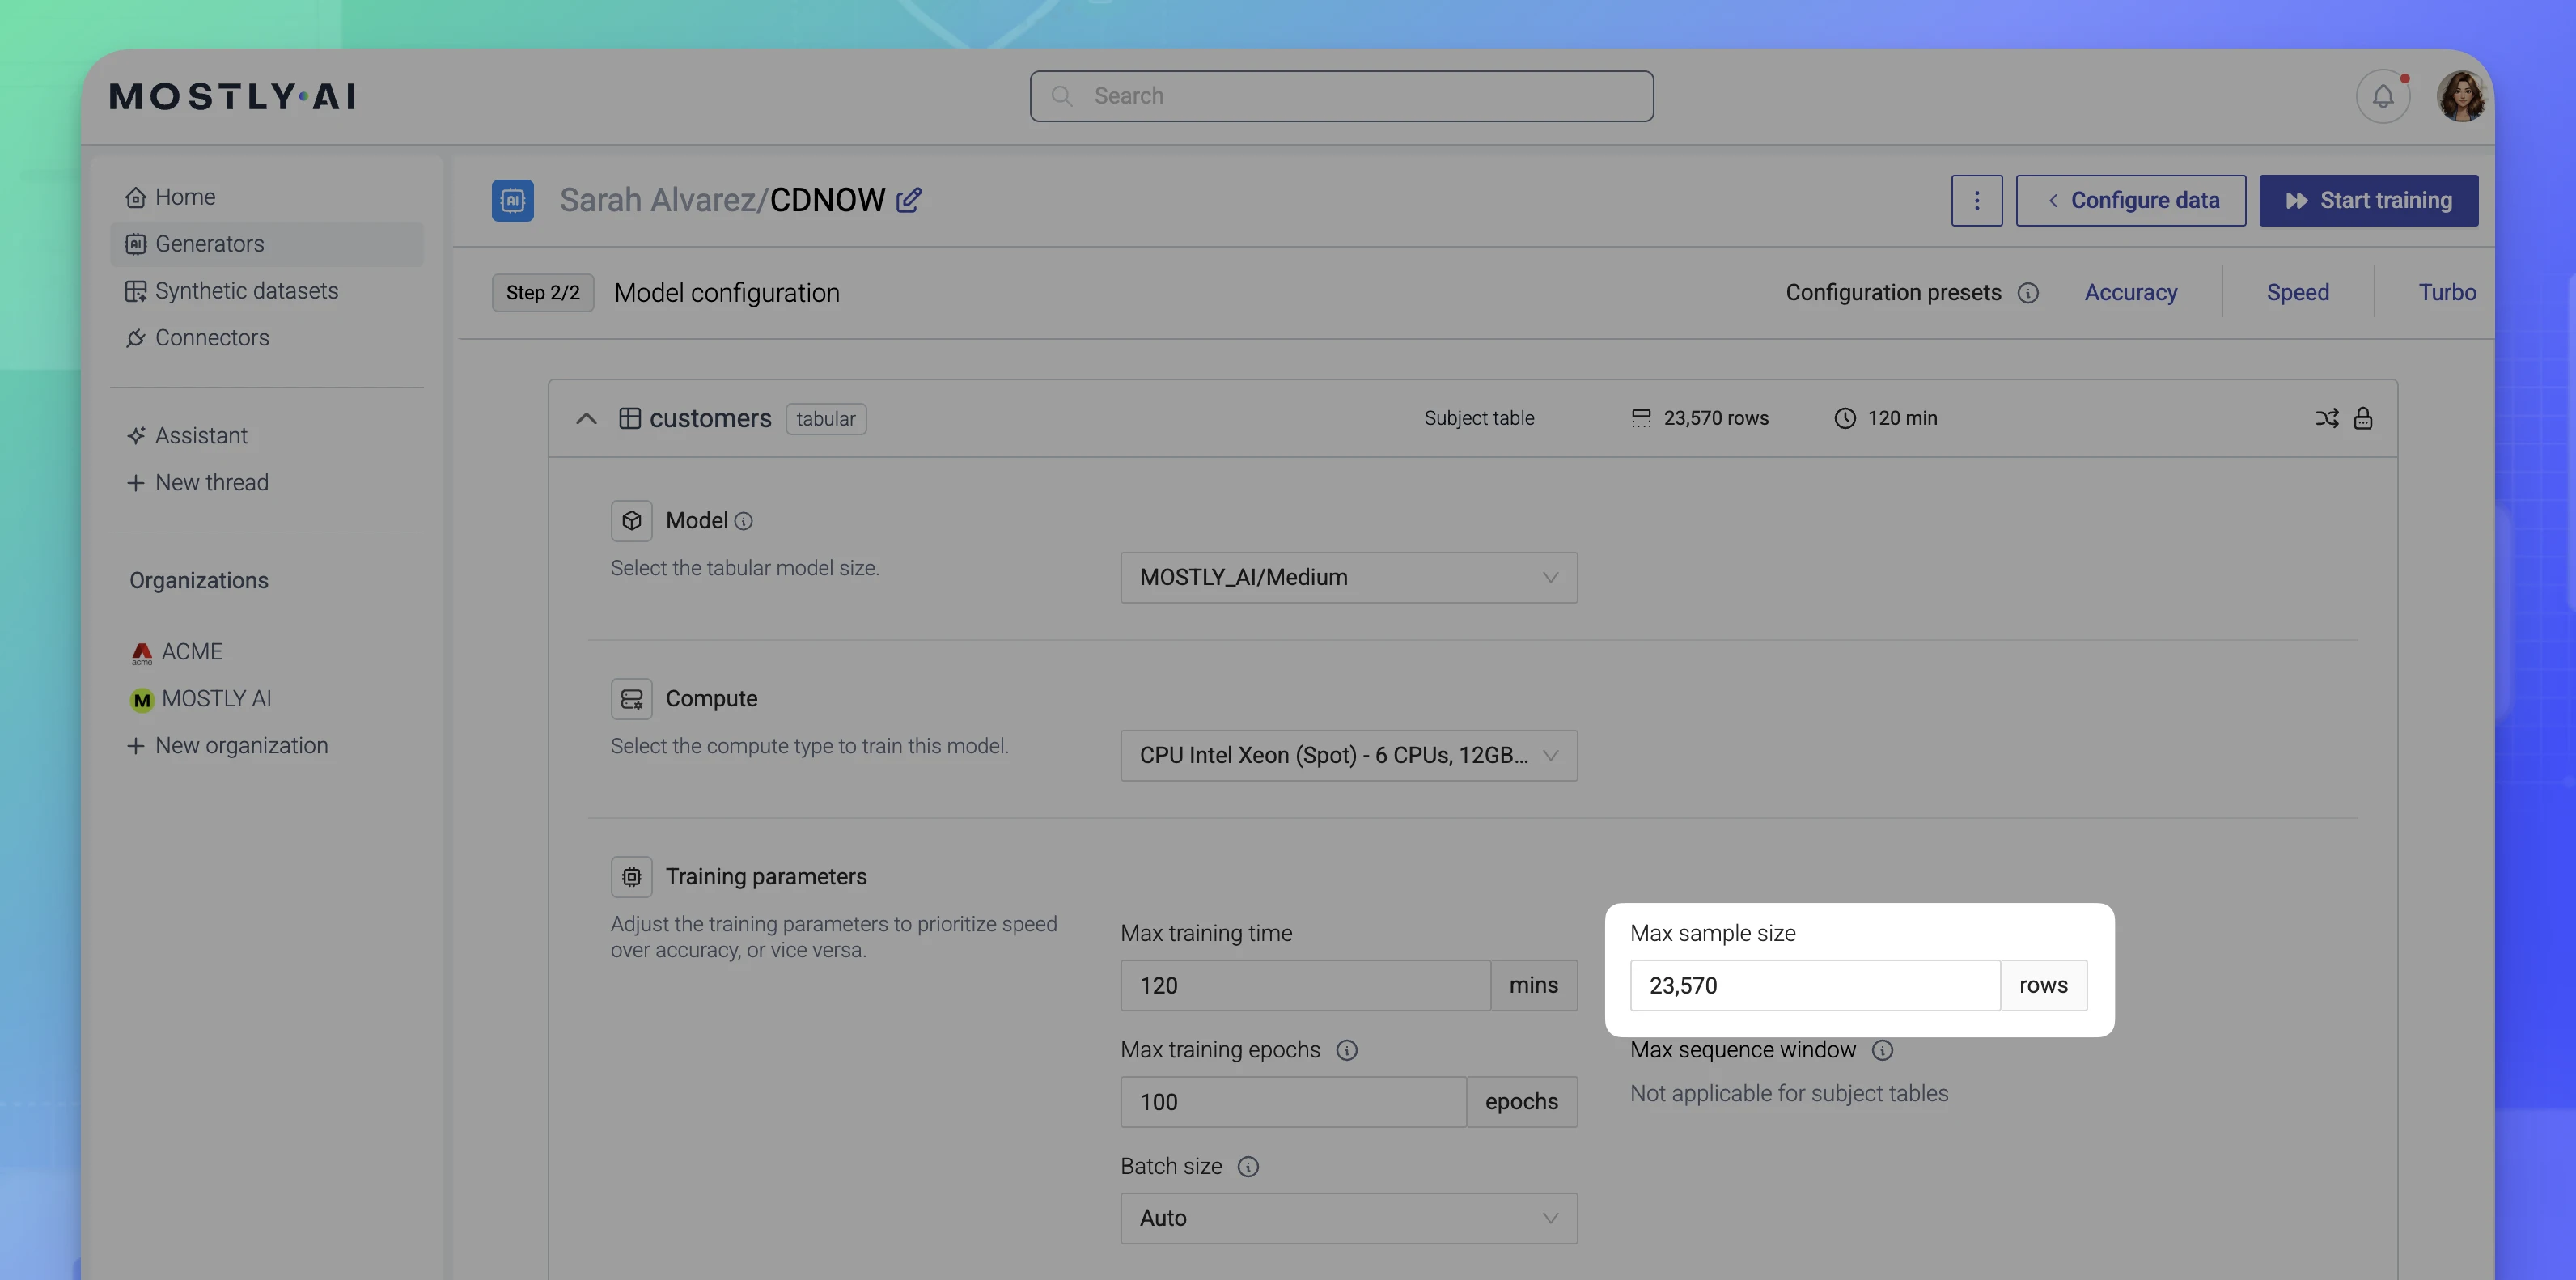 MOSTLY•AI
Search
Home
Generators
Synthetic datasets
Connectors
Assistant
New thread
Organizations
acme
ACME
M
MOSTLY AI
New organization
AI
Sarah Alvarez/CDNOW
Configure data
Start training
Step 2/2
Model configuration
Configuration presets
Accuracy
Speed
Turbo
customers
tabular
Subject table
23,570 rows
120 min
Model
Select the tabular model size.
MOSTLY_AI/Medium
Compute
Select the compute type to train this model.
CPU Intel Xeon (Spot) - 6 CPUs, 12GB...
Training parameters
Adjust the training parameters to prioritize speed
over accuracy, or vice versa.
Max training time
120
mins
Max sample size
23,570
rows
Max training epochs
100
epochs
Max sequence window
Not applicable for subject tables
Batch size
Auto